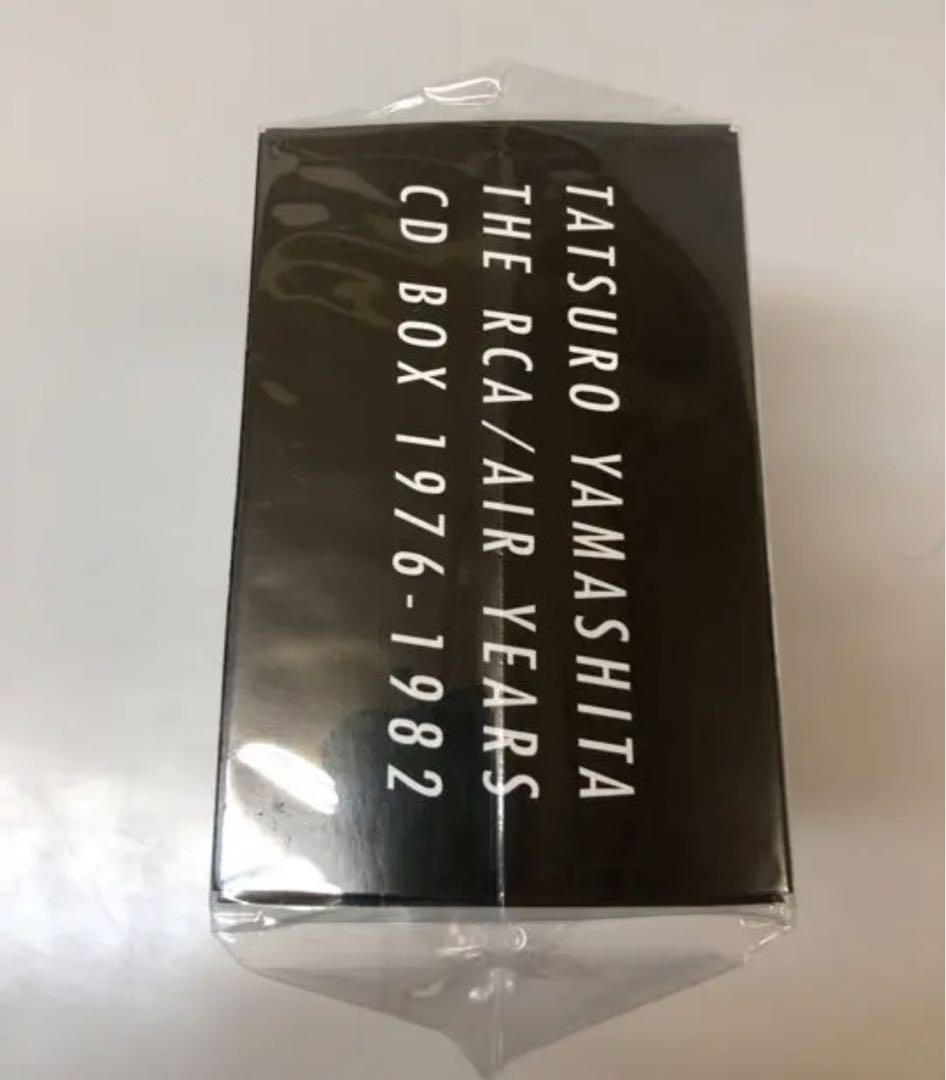 TATSURO YAMASHITA
THE RCA/AIR YEARS
CD BOX 1976-1982